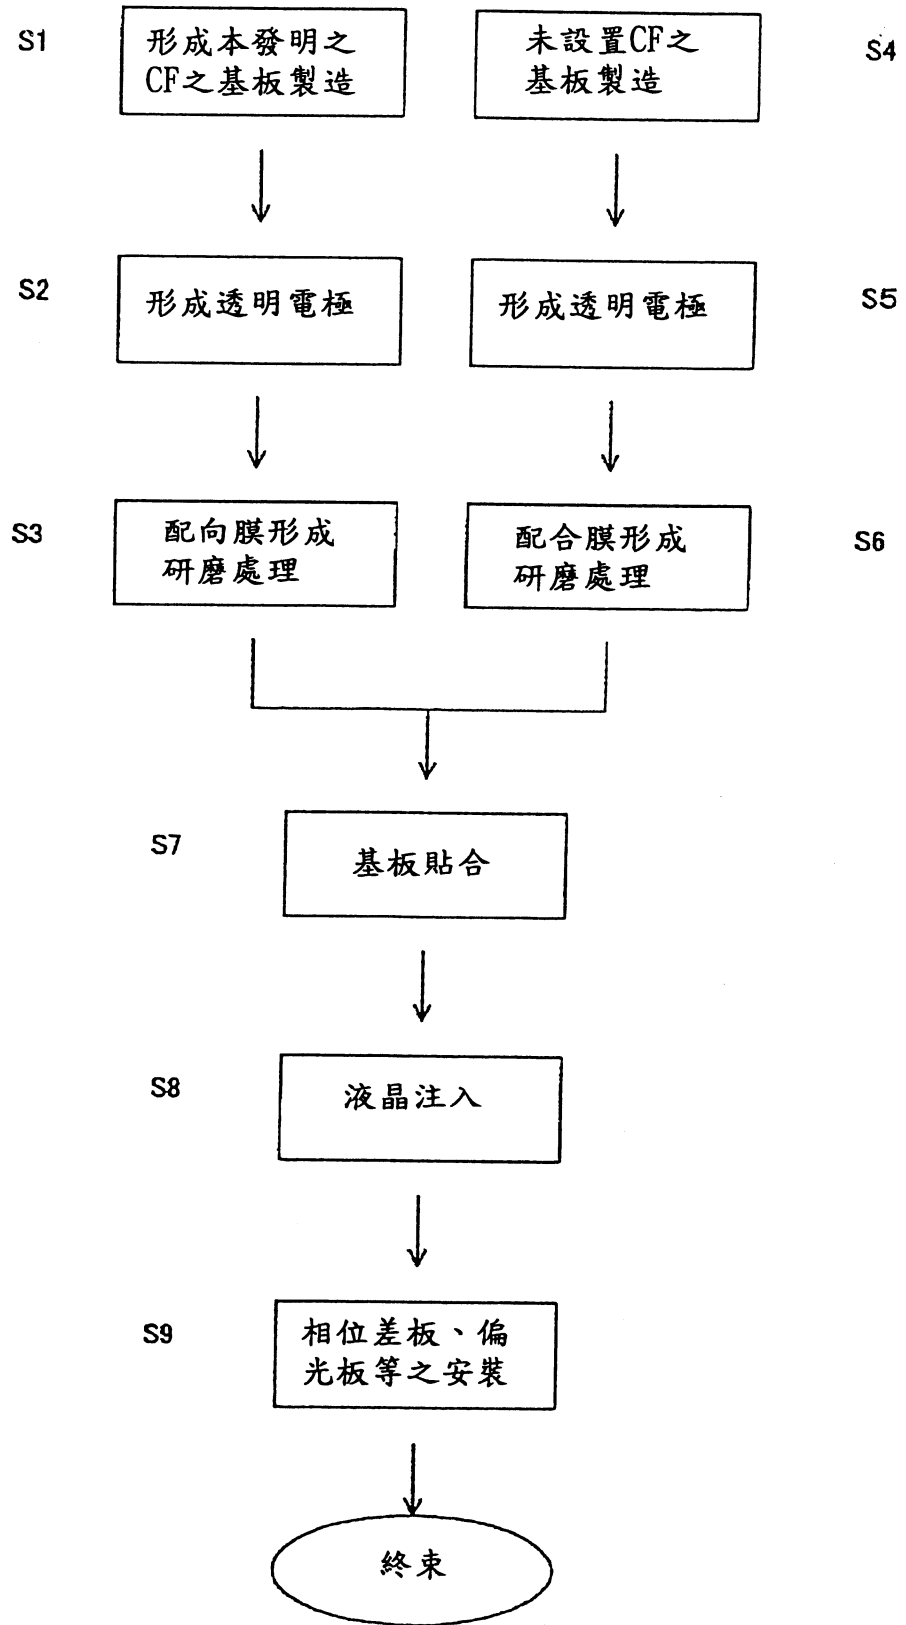 S1
形成本發明之
CF之基板製造
未設置CF之
基板製造
S4
S2
形成透明電極
形成透明電極
S5
S3
配向膜形成
研磨處理
配合膜形成
研磨處理
S6
S7
基板貼合
S8
液晶注入
S9
相位差板、偏
光板等之安裝
終束